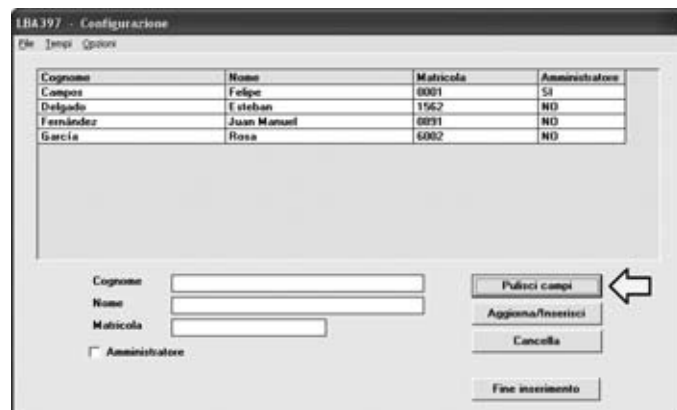 LBA397 - Configurazione
File Tempi Opzioni
Cognome Nome Matricola Amministratore
Campos Felipe 0001 SI
Delgado Esteban 1562 NO
Fernández Juan Manuel 0891 NO
García Rosa 6002 NO
Cognome
Pulisci campi
Nome
Aggiorna/Inserisci
Matricola
Cancella
Amministratore
Fine inserimento